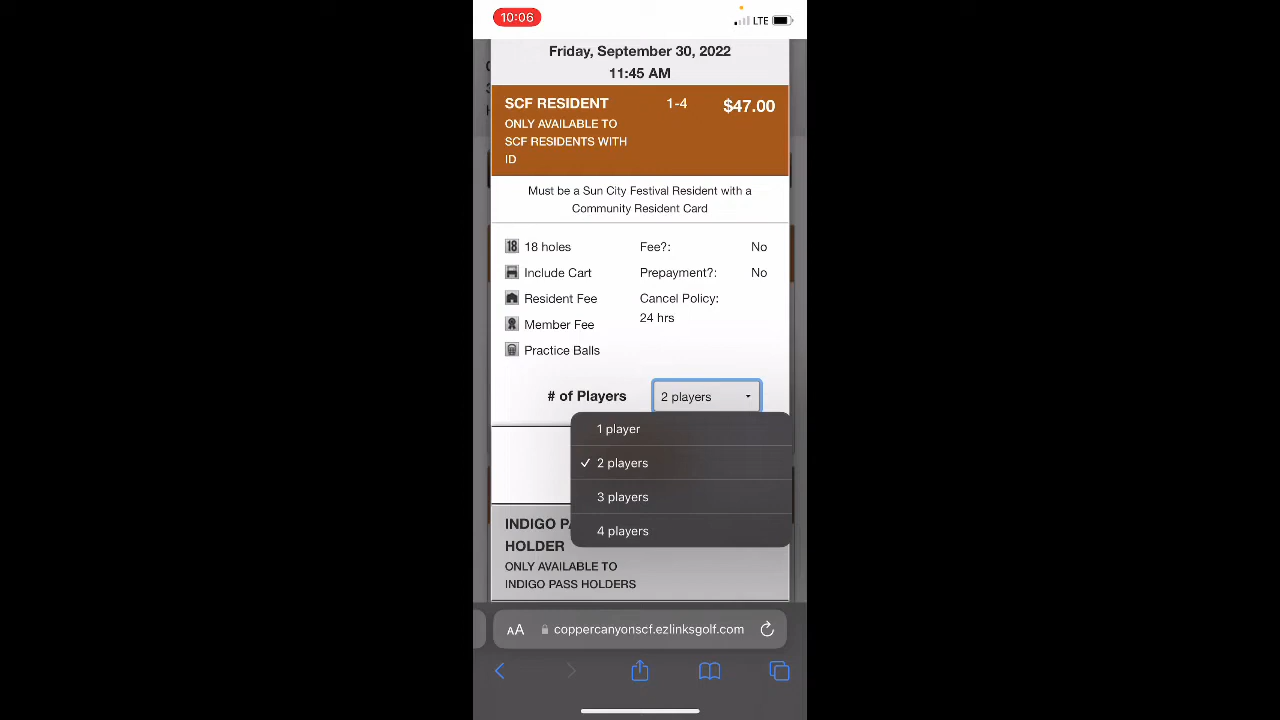 10:06
LTE
Friday, September 30, 2022
11:45 AM
SCF RESIDENT 1-4 $47.00
ONLY AVAILABLE TO
SCF RESIDENTS WITH
ID
Must be a Sun City Festival Resident with a
Community Resident Card
18 18 holes Fee?: No
Include Cart Prepayment?: No
Resident Fee Cancel Policy:
24 hrs
Member Fee
Practice Balls
# of Players 2 players
1 player
✓ 2 players
3 players
4 players
INDIGO P
HOLDER
ONLY AVAILABLE TO
INDIGO PASS HOLDERS
AA coppercanyonscf.ezlinksgolf.com